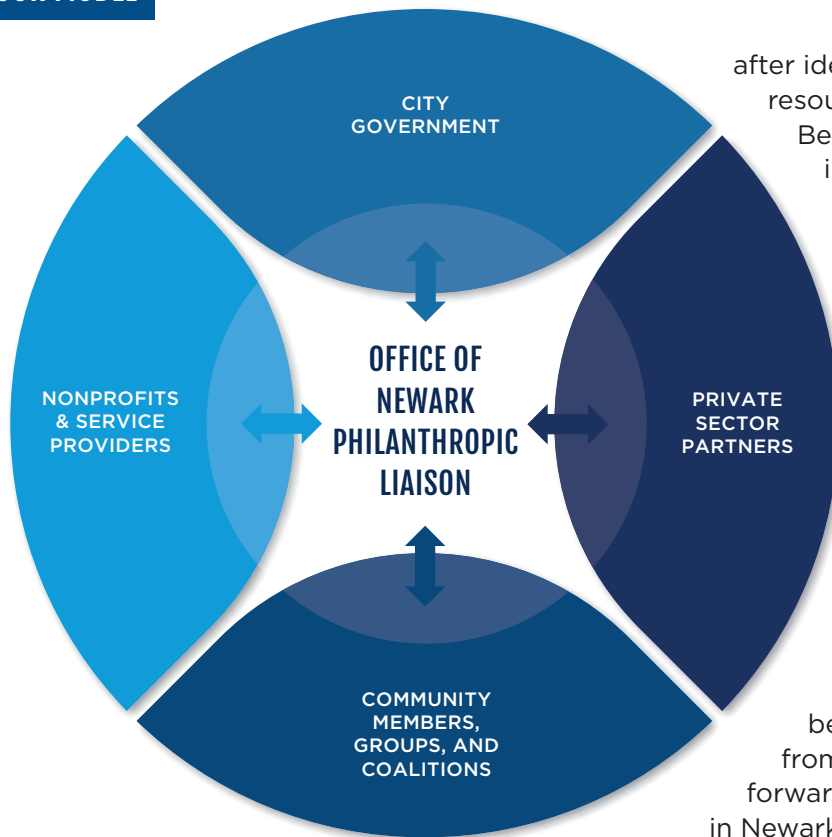 after
resou
Be
CITY
GOVERNMENT
OFFICE OF
NEWARK
PHILANTHROPIC
LIAISON
NONPROFITS
& SERVICE
PROVIDERS
PRIVATE
SECTOR
PARTNERS
COMMUNITY
MEMBERS,
GROUPS, AND
COALITIONS
be
from
forwar
in Newark